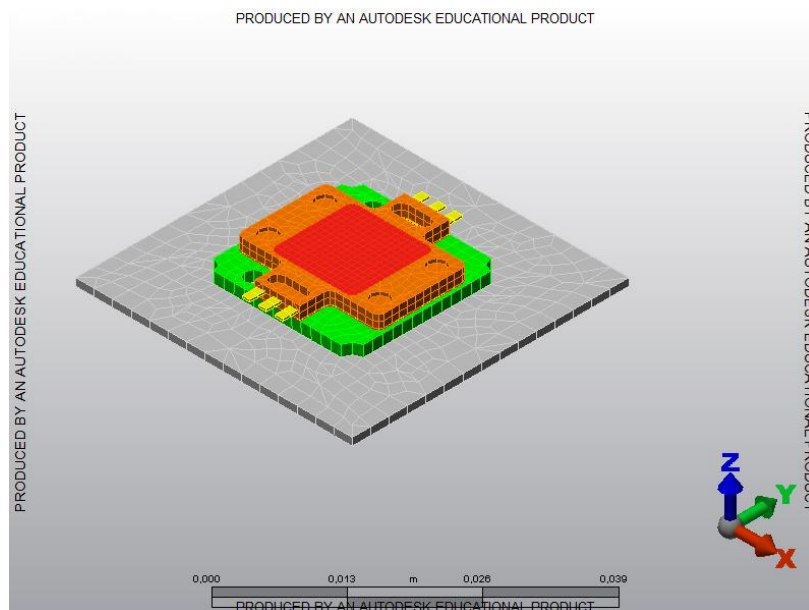 PRODUCED BY AN AUTODESK EDUCATIONAL PRODUCT
PRODUCED BY AN AUTODESK EDUCATIONAL PRODUCT
PRODUCED BY AN AUTODESK EDUCATIONAL PRODUCT
Z
Y
X
0,000 0,013 m 0,026 0,039
PRODUCED BY AN AUTODESK EDUCATIONAL PRODUCT